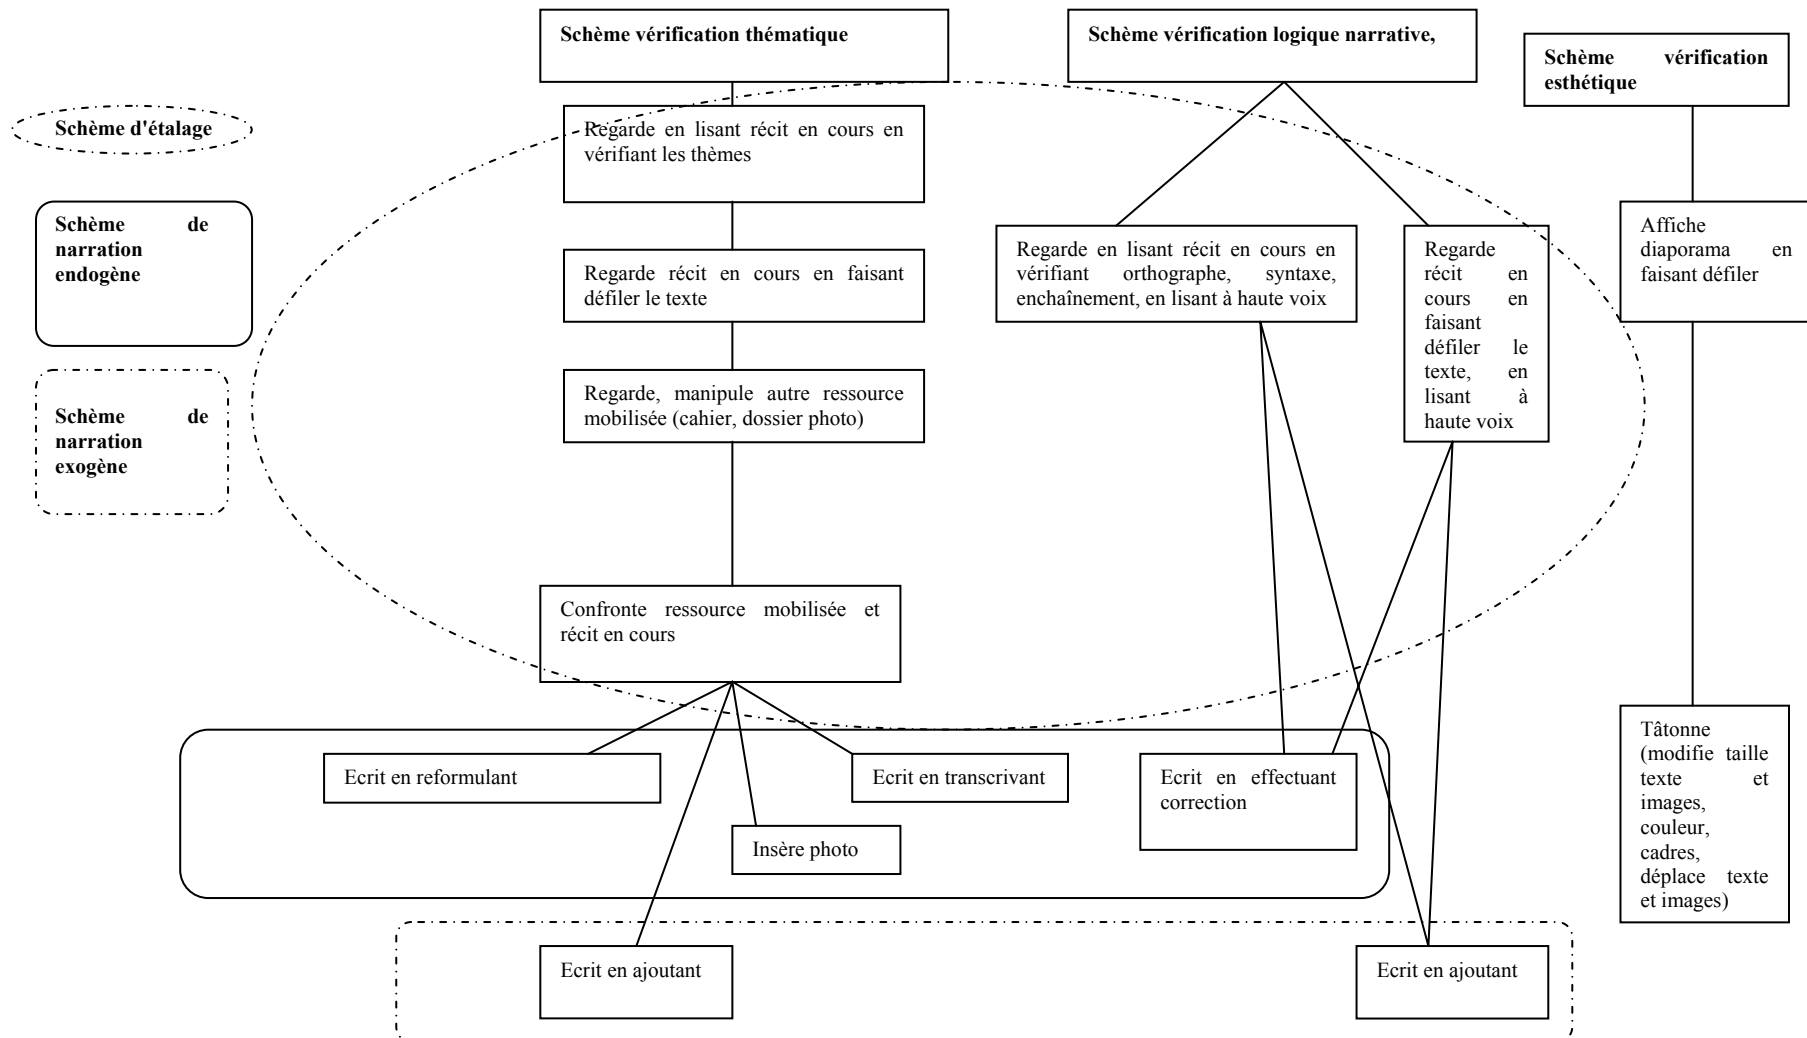 Schème vérification thématique
Schème vérification logique narrative,
Schème vérification
esthétique
Schème d'étalage
Regarde en lisant récit en cours en
vérifiant les thèmes
Schème de
narration
endogène
Regarde récit en cours en faisant
défiler le texte
Regarde en lisant récit en cours en
vérifiant orthographe, syntaxe,
enchaînement, en lisant à haute voix
Regarde
récit en
cours en
faisant
défiler le
texte, en
lisant à
haute voix
Affiche
diaporama en
faisant défiler
Schème de
narration
exogène
Regarde, manipule autre ressource
mobilisée (cahier, dossier photo)
Confronte ressource mobilisée et
récit en cours
Ecrit en reformulant
Ecrit en transcrivant
Insère photo
Ecrit en effectuant
correction
Tâtonne
(modifie taille
texte et
images,
couleur,
cadres,
déplace texte
et images)
Ecrit en ajoutant
Ecrit en ajoutant